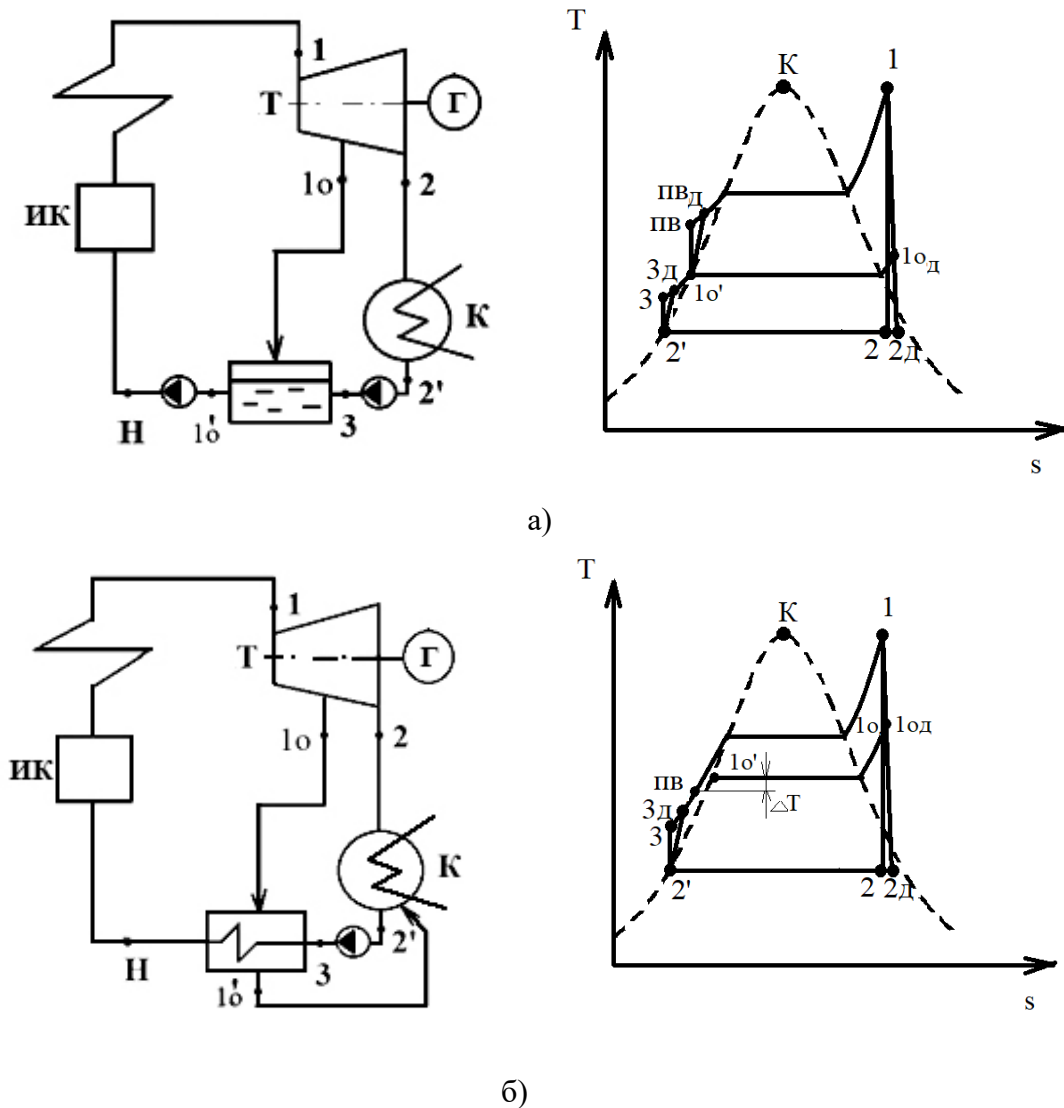 1
Т
Г
1о
2
ИК
К
2'
Н
1о'
3
Т
К
1
пвд
пв
3д
3
1о'
1од
2'
2
2д
s
а)
1
Т
Г
1о
2
ИК
К
2'
Н
1о'
3
Т
К
1
1о
1од
1о'
пв
△Т
3д
3
2'
2
2д
s
б)